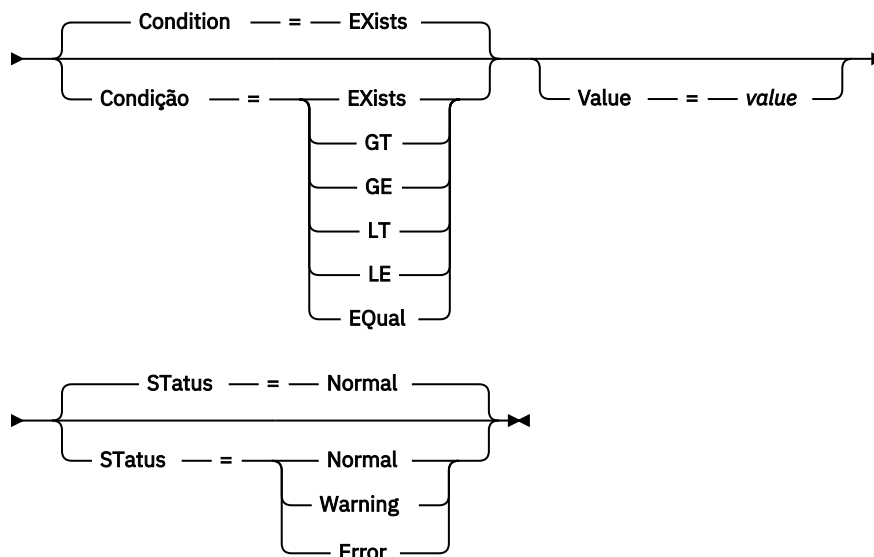 Condition = EXists
Condição = EXists
Value = value
GT
GE
LT
LE
EQual
STatus = Normal
STatus = Normal
Warning
Error